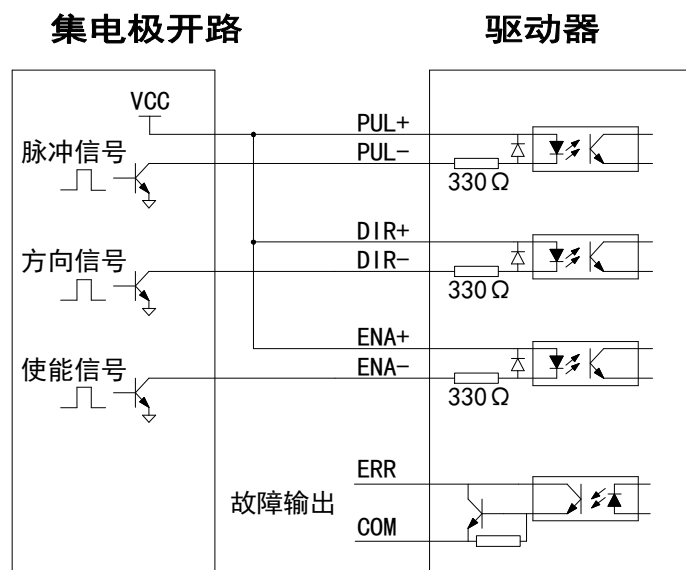 集电极开路 驱动器
VCC
PUL+
脉冲信号
PUL-
330Ω
DIR+
方向信号
DIR-
330Ω
ENA+
使能信号
ENA-
330Ω
ERR
故障输出
COM